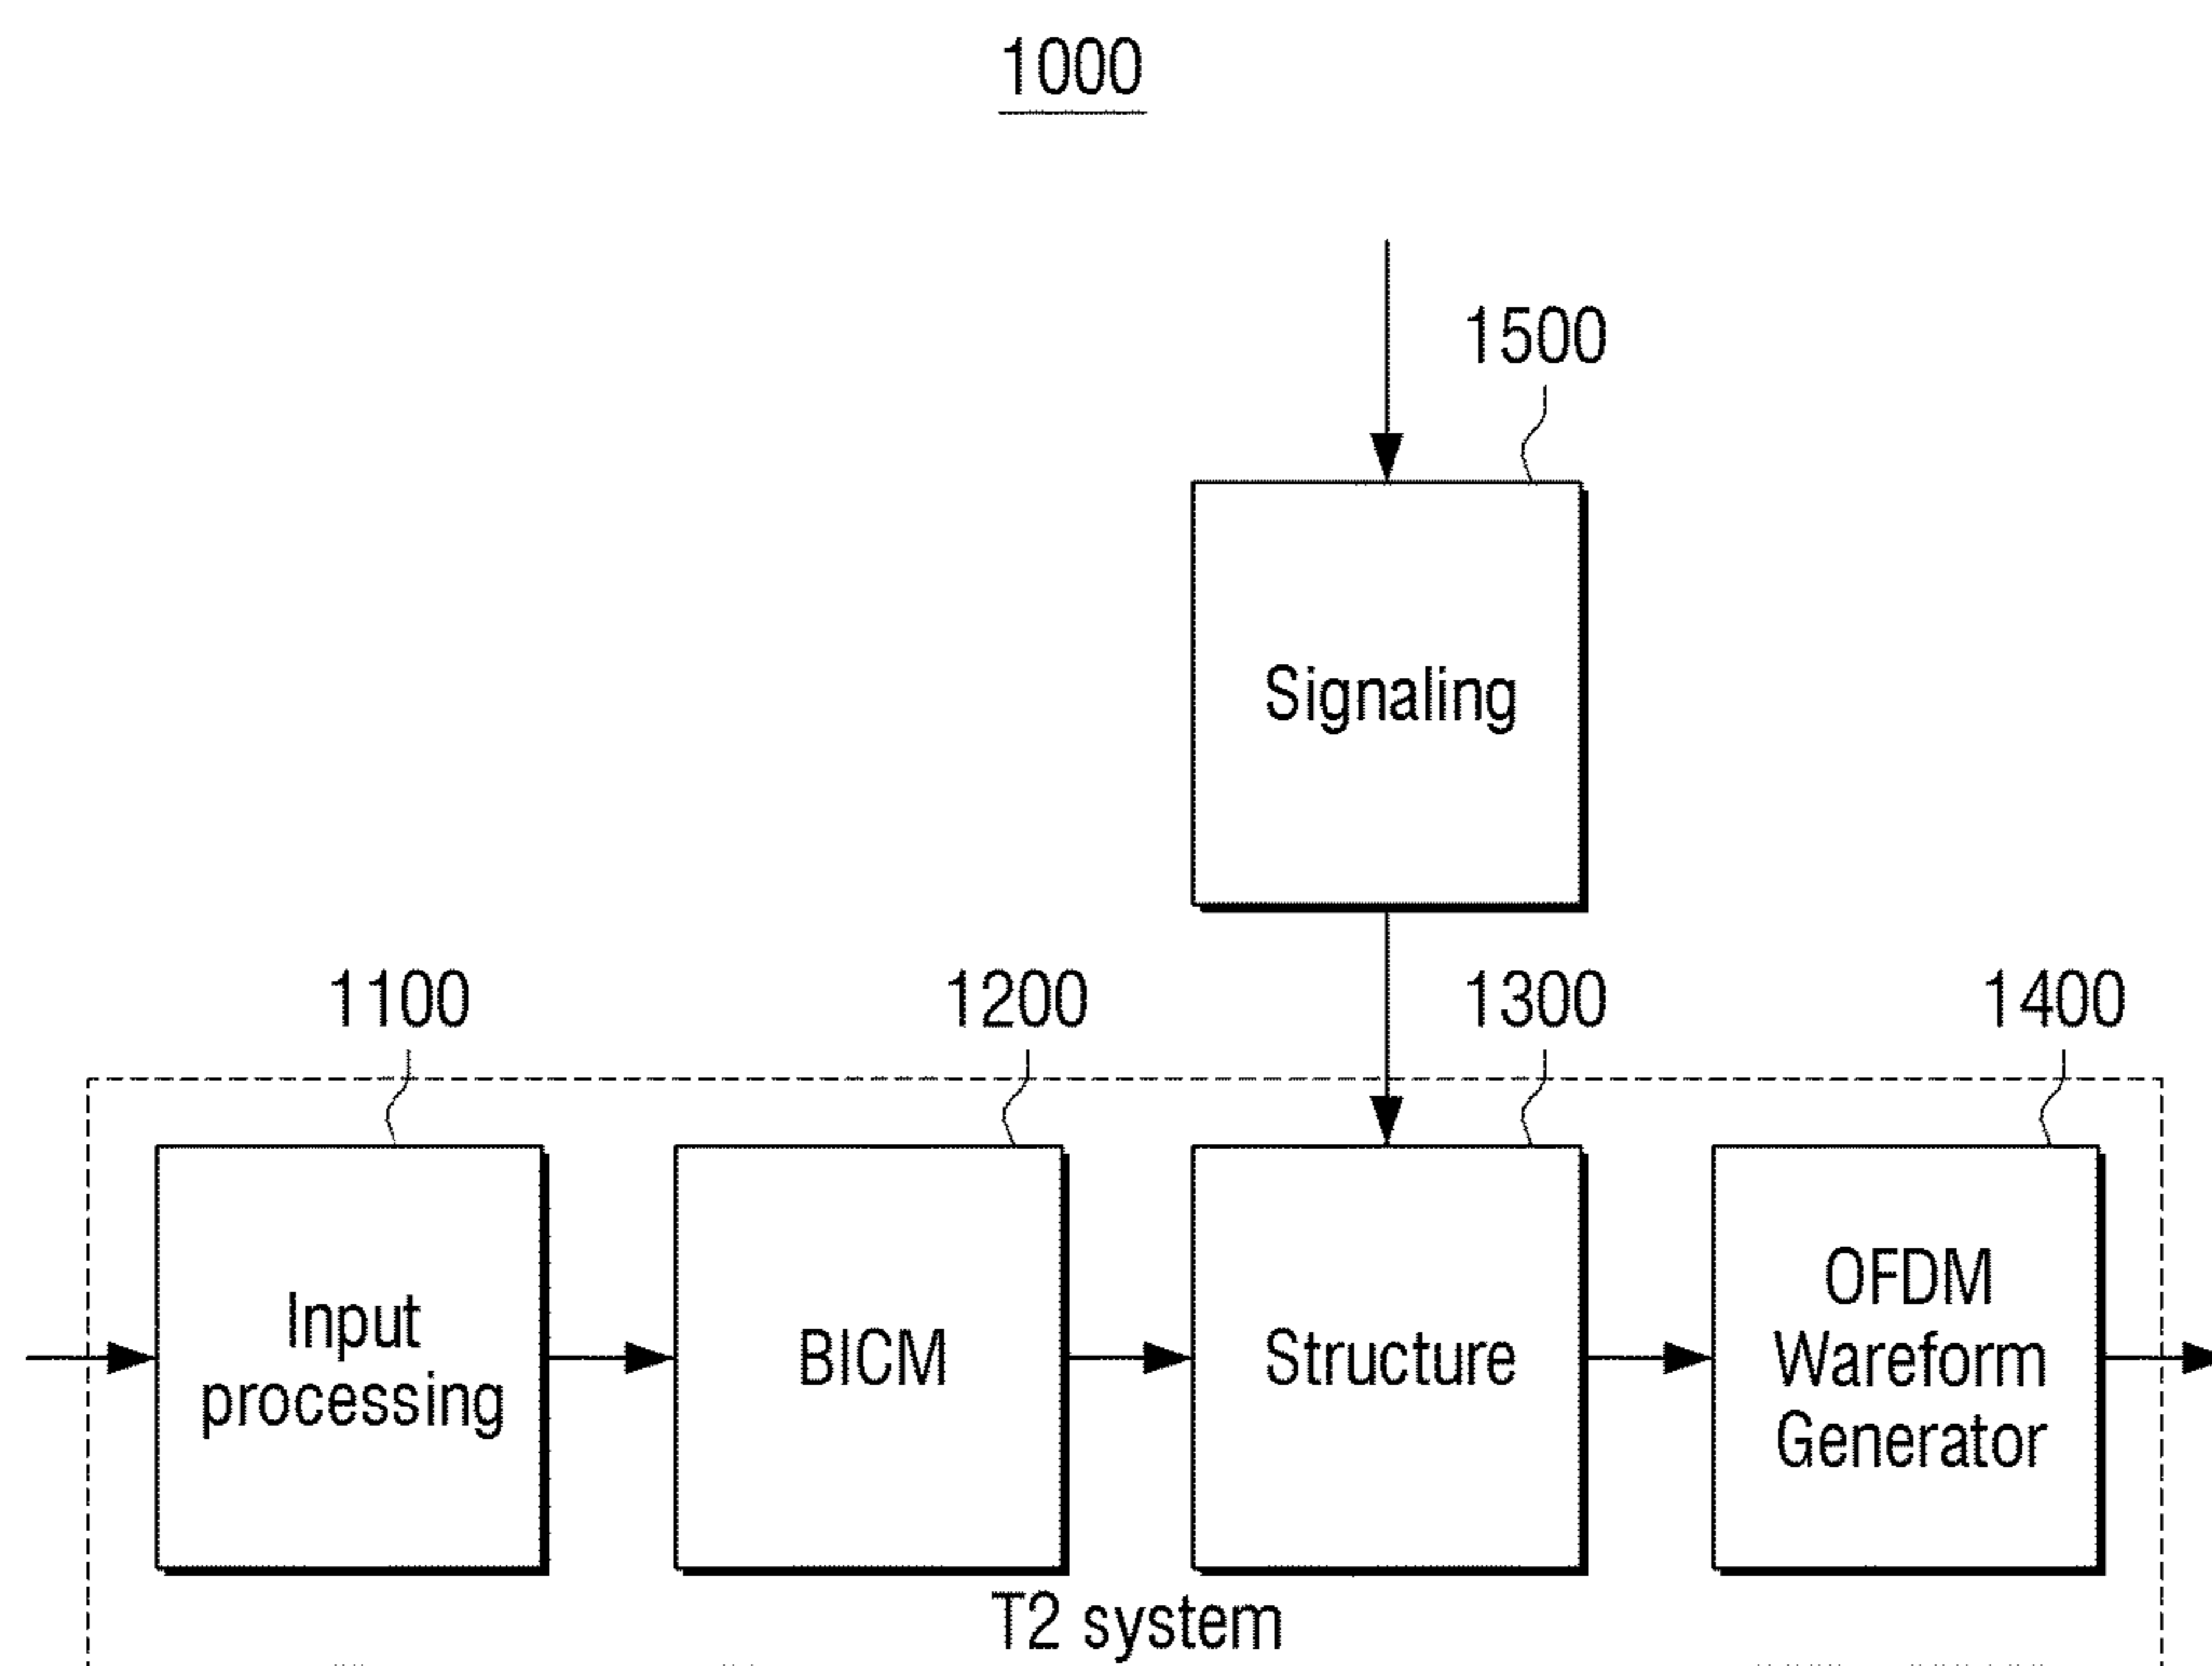 1000
1500
Signaling
1100
1200
1300
1400
Input
processing
BICM
Structure
OFDM
Wareform
Generator
T2 system